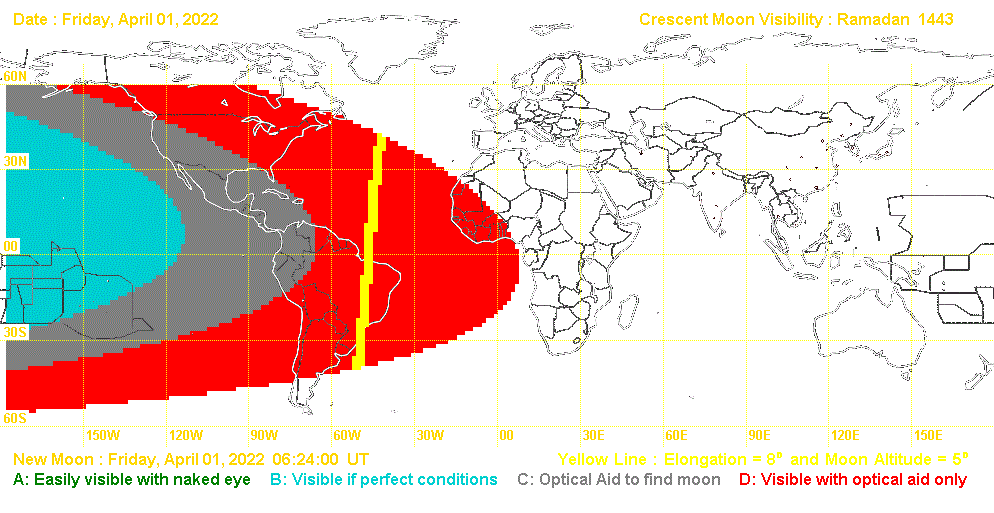 Date : Friday, April 01, 2022
Crescent Moon Visibility : Ramadan 1443
60N
30N
00
30S
60S
150W 120W 90W 60W 30W 00 30E 60E 90E 120E 150E
New Moon : Friday, April 01, 2022 06:24:00 UT
Yellow Line : Elongation = 8° and Moon Altitude = 5°
A: Easily visible with naked eye B: Visible if perfect conditions C: Optical Aid to find moon D: Visible with optical aid only